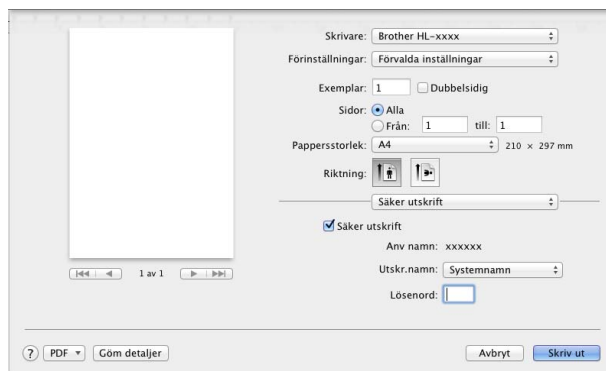 Skrivare: Brother HL-xxxx
Förinställningar: Förvalda inställningar
Exemplar: 1 Dubbelsidig
Sidor: Alla
Från: 1 till: 1
Pappersstorlek: A4 210 × 297 mm
Riktning:
Säker utskrift
Säker utskrift
Anv namn: xxxxxx
Utskr.namn: Systemnamn
Lösenord:
1 av 1
? PDF Göm detaljer Avbryt Skriv ut